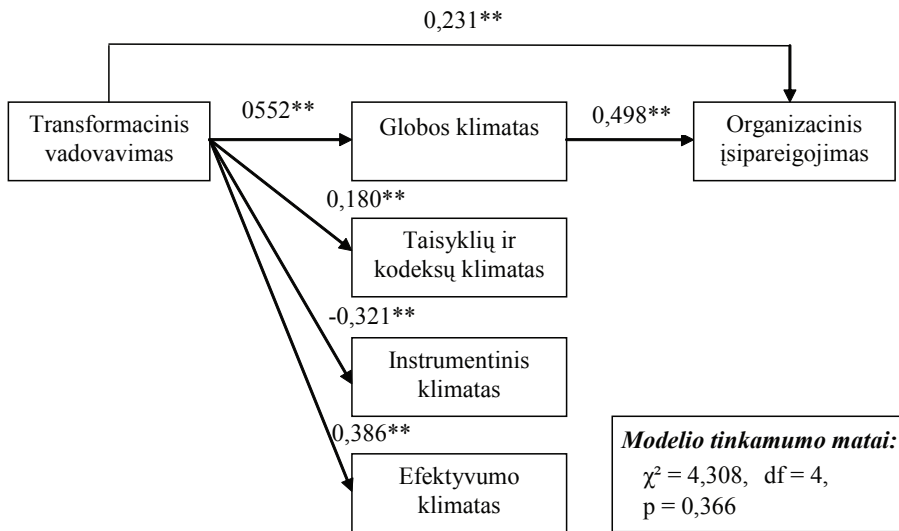 0,231**
Transformacinis
vadovavimas
0552**
Globos klimatas
0,498**
Organizacinis
įsipareigojimas
0,180**
Taisyklių ir
kodeksų klimatas
-0,321**
Instrumentinis
klimatas
0,386**
Efektyvumo
klimatas
Modelio tinkamumo matai:
χ² = 4,308, df = 4,
p = 0,366